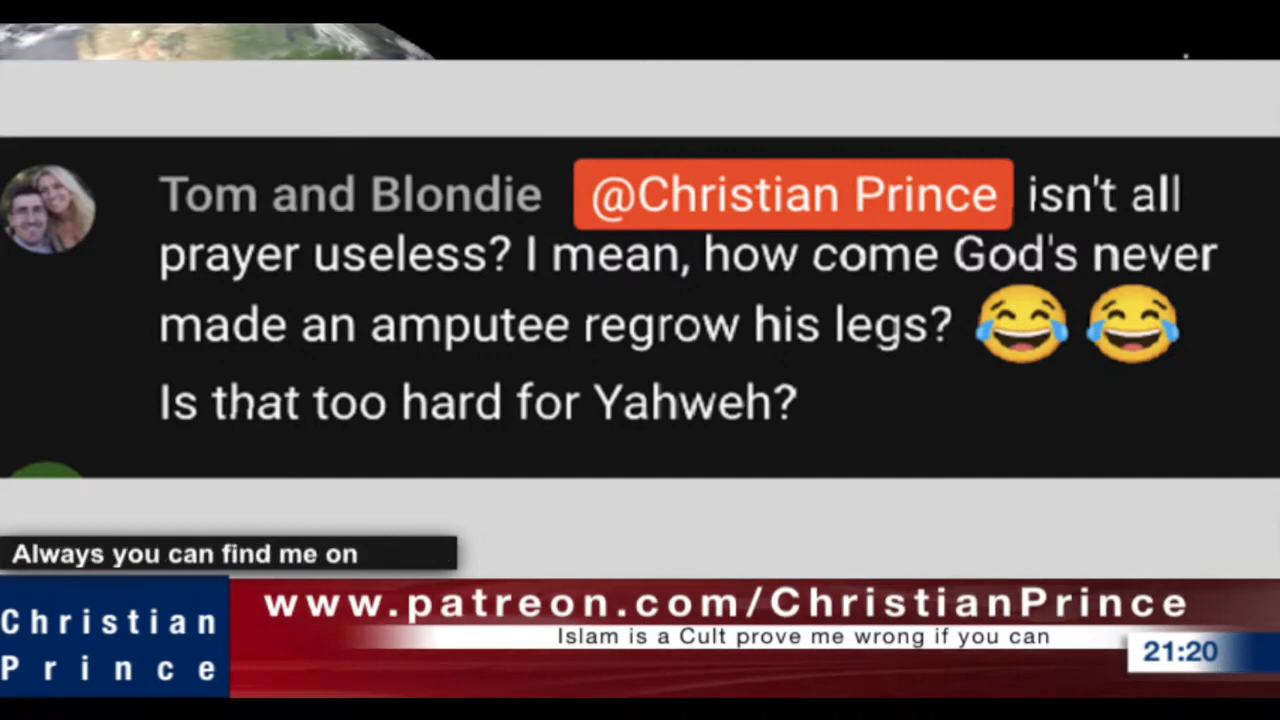 Tom and Blondie @Christian Prince isn't all
prayer useless? I mean, how come God's never
made an amputee regrow his legs? 😂 😂
Is that too hard for Yahweh?
Always you can find me on
Christian
Prince
www.patreon.com/ChristianPrince
Islam is a Cult prove me wrong if you can
21:20